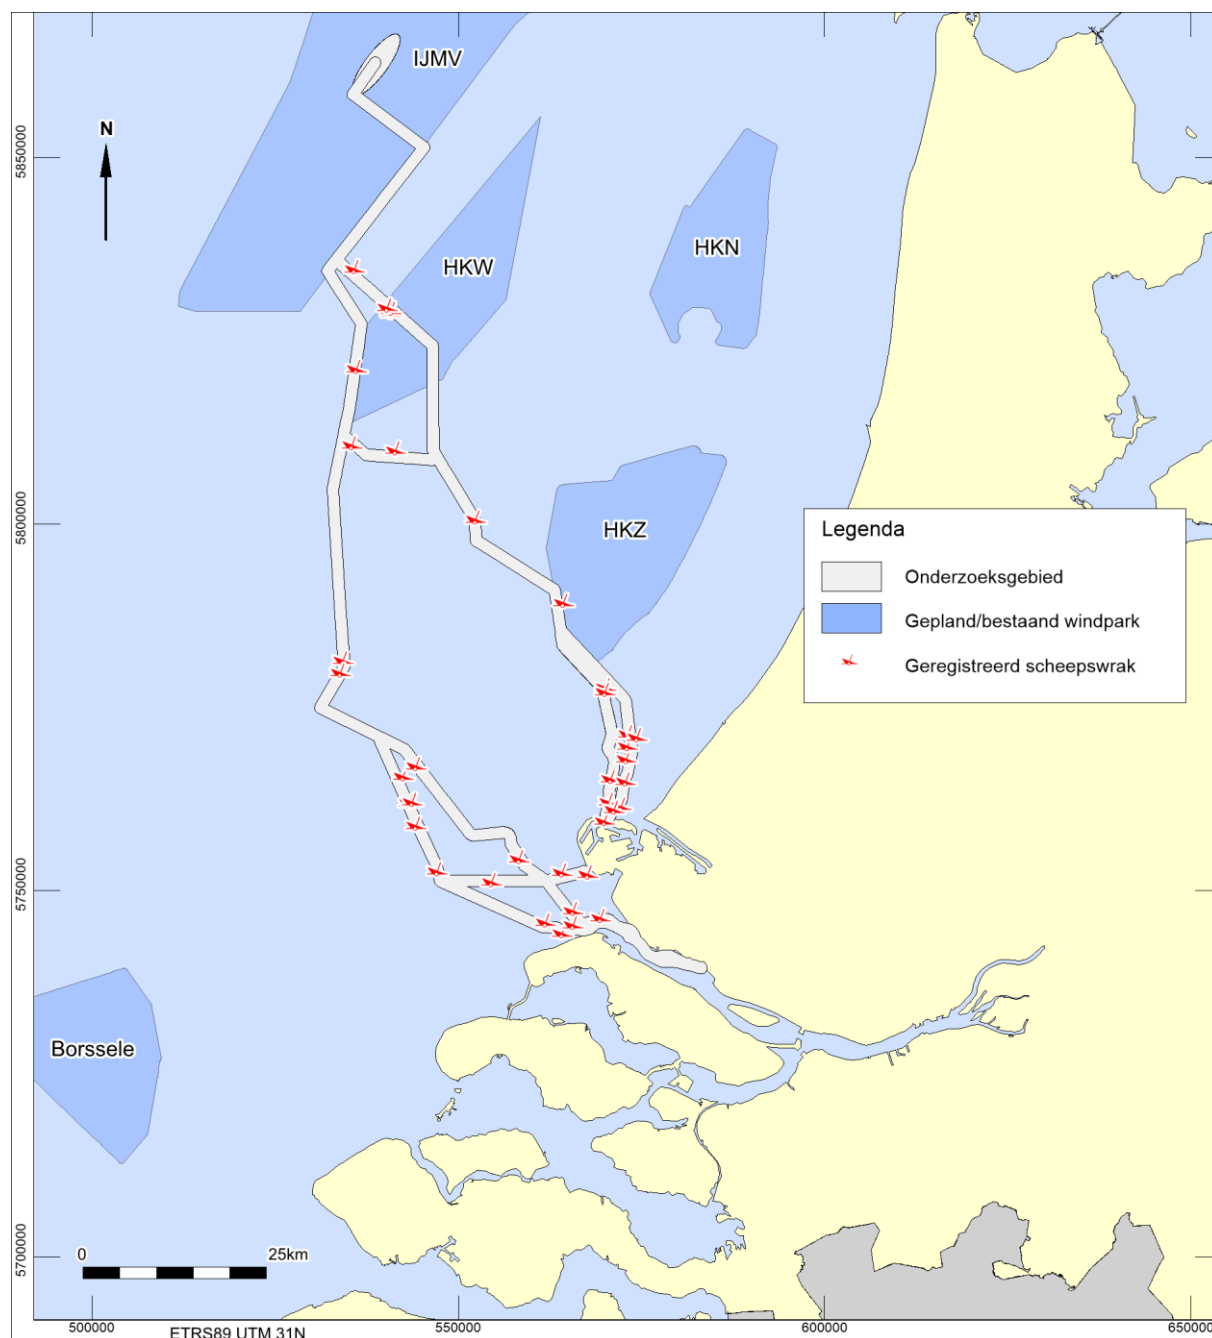 IJMV
N
5850000
HKN
HKW
5800000
HKZ
Legenda
Onderzoeksgebied
Gepland/bestaand windpark
Geregistreerd scheepswrak
5750000
Borssele
5700000
0 25km
500000 550000 600000 650000
ETRS89 UTM 31N